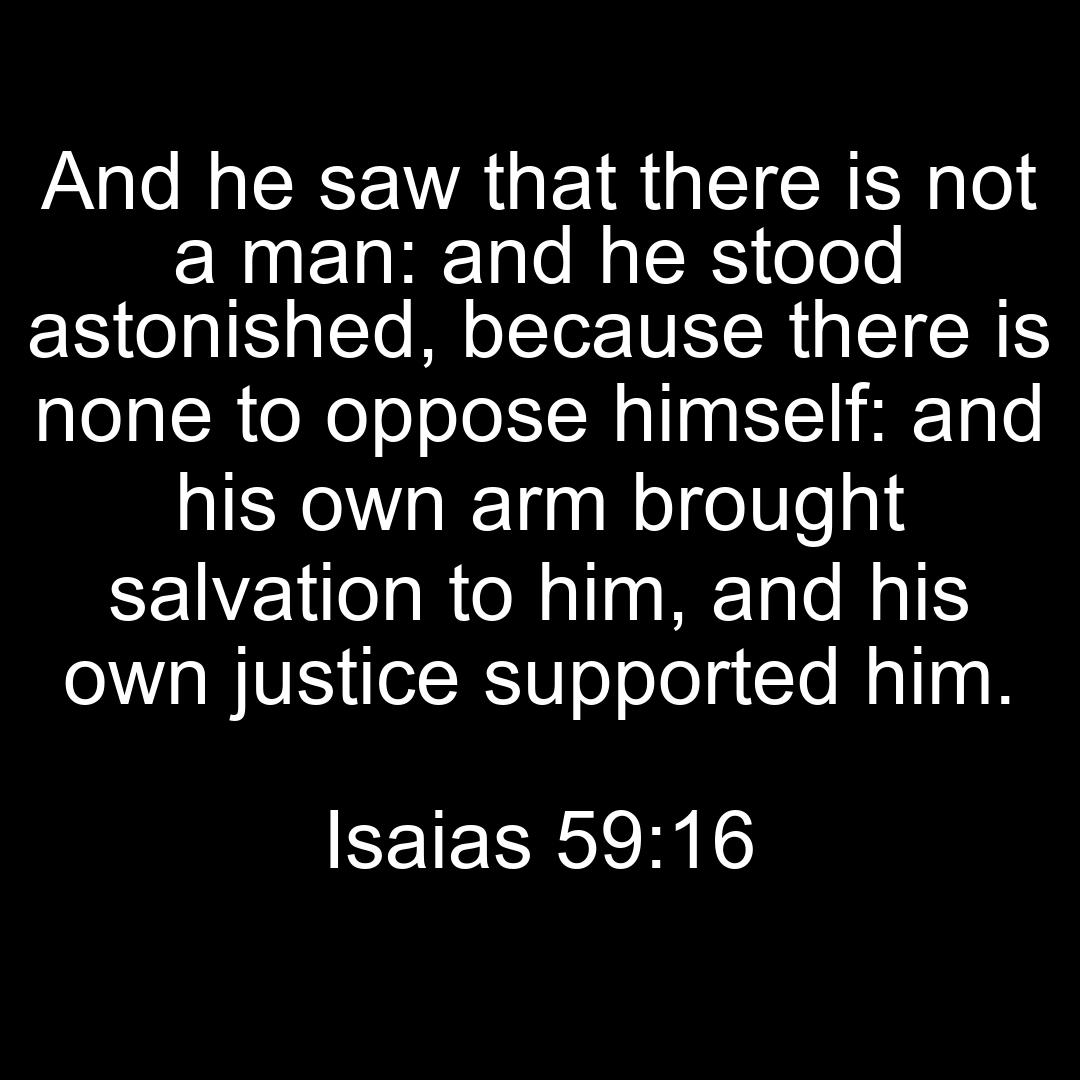 And he saw that there is not
a man: and he stood
astonished, because there is
none to oppose himself: and
his own arm brought
salvation to him, and his
own justice supported him.
Isaias 59:16